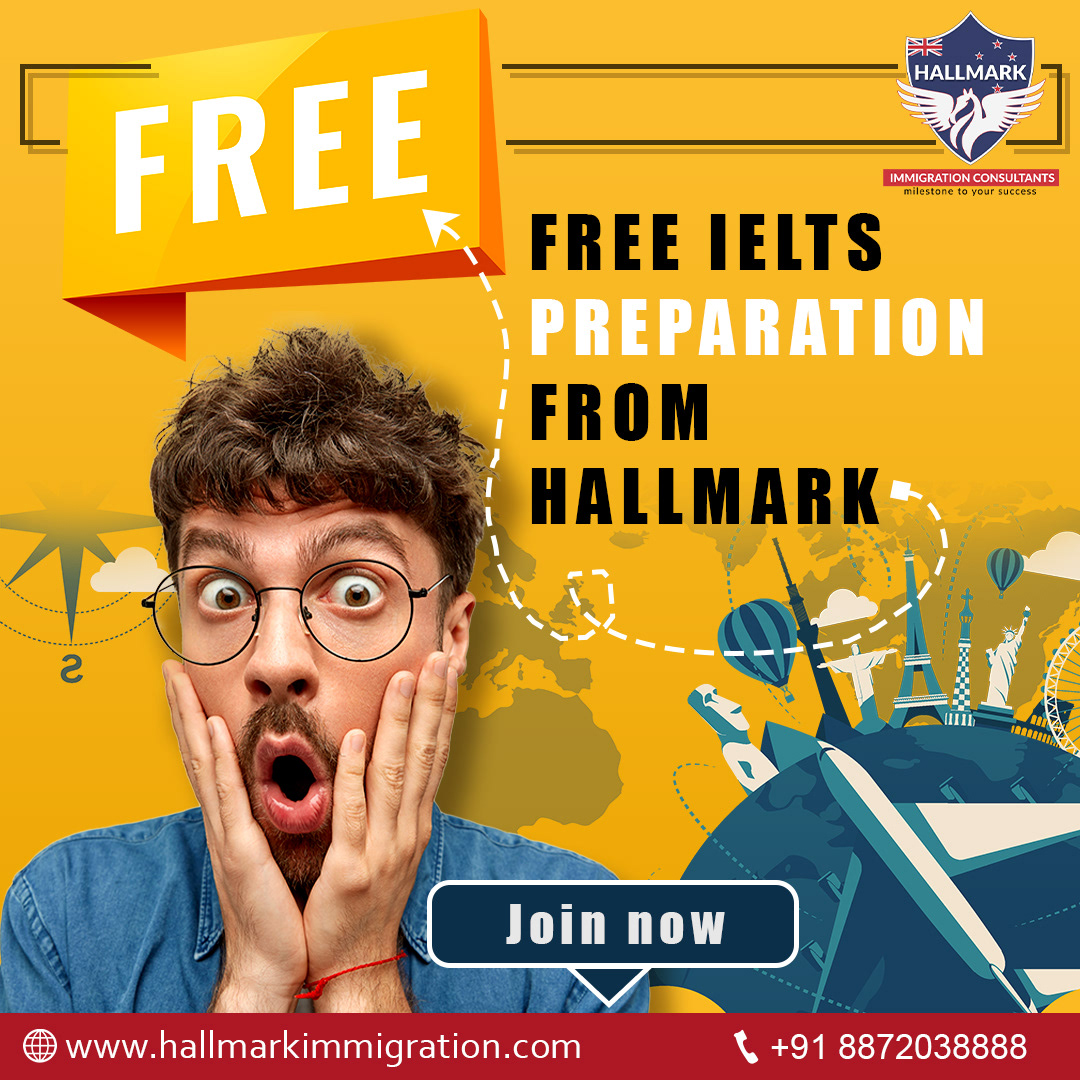 FREE
HALLMARK
IMMIGRATION CONSULTANTS
milestone to your success
FREE IELTS
PREPARATION
FROM
HALLMARK
S
Join now
www.hallmarkimmigration.com
+91 8872038888